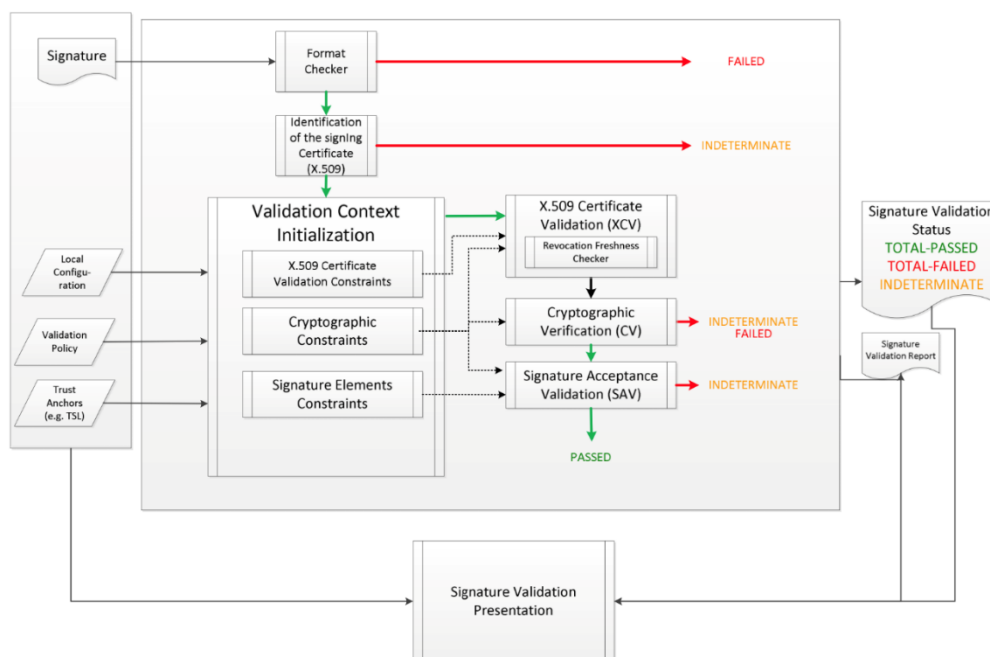 Signature
Format
Checker
FAILED
Identification
of the signIng
Certificate
(X.509)
INDETERMINATE
Validation Context
Initialization
X.509 Certificate
Validation (XCV)
Revocation Freshness
Checker
Signature Validation
Status
TOTAL-PASSED
TOTAL-FAILED
INDETERMINATE
Local
Configu-
ration
X.509 Certificate
Validation Constraints
Cryptographic
Constraints
Cryptographic
Verification (CV)
INDETERMINATE
FAILED
Validation
Policy
Signature
Validation Report
Trust
Anchors
(e.g. TSL)
Signature Elements
Constraints
Signature Acceptance
Validation (SAV)
INDETERMINATE
PASSED
Signature Validation
Presentation